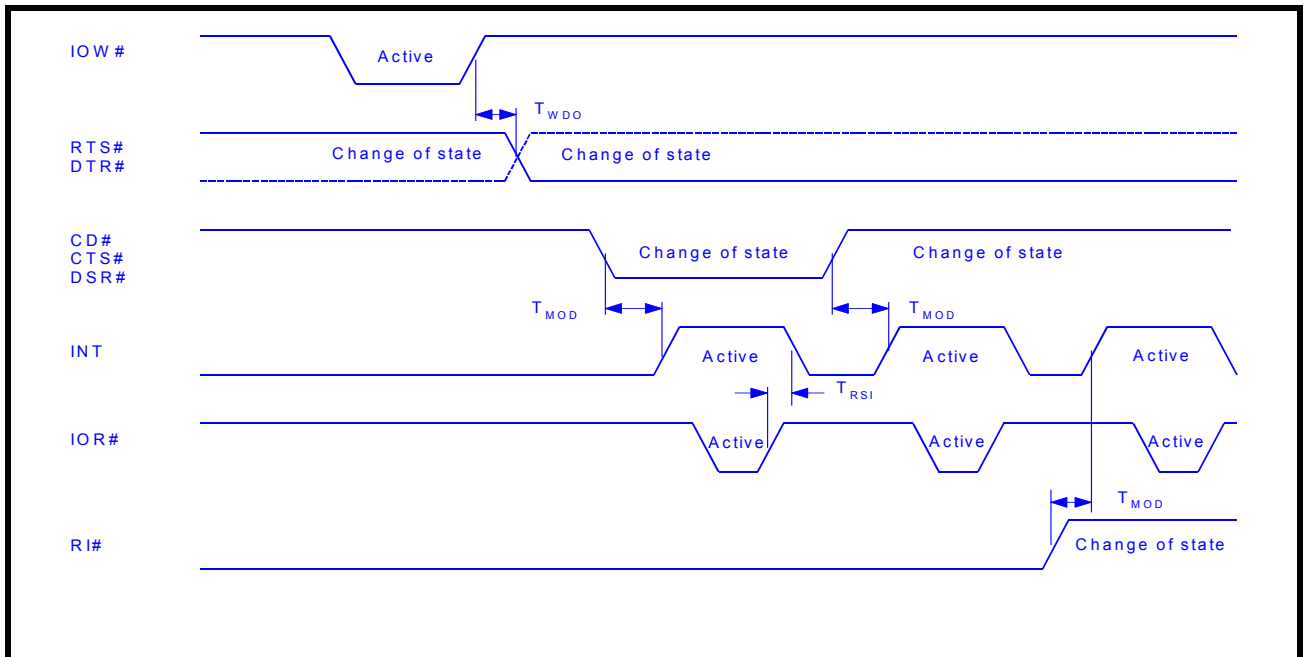 IOW#
Active
TWDO
RTS#
DTR#
Change of state
Change of state
CD#
CTS#
DSR#
Change of state
Change of state
TMOD
TMOD
INT
Active
Active
Active
TRSI
IOR#
Active
Active
Active
TMOD
RI#
Change of state